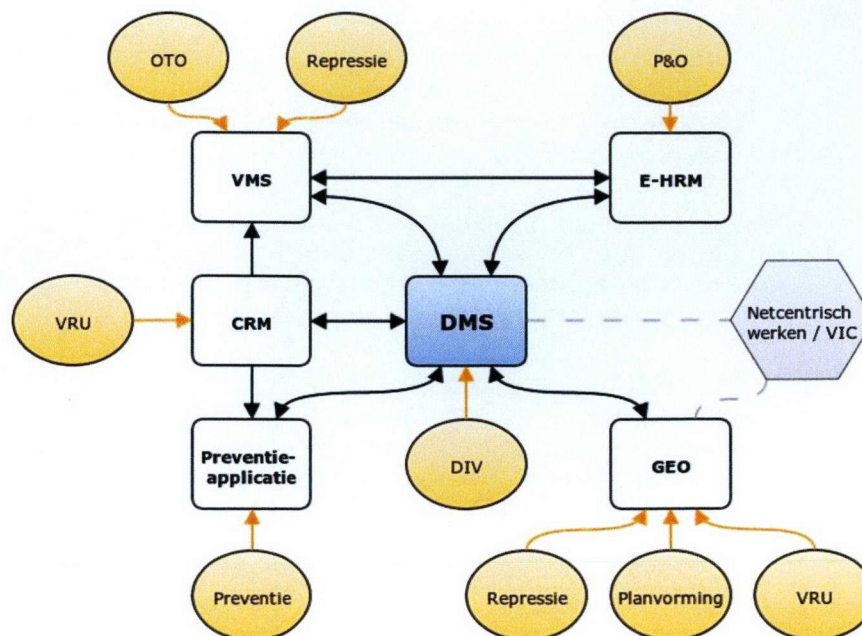 OTO
Repressie
P&O
VMS
E-HRM
VRU
CRM
DMS
Netcentrisch
werken / VIC
Preventie-
applicatie
DIV
GEO
Preventie
Repressie
Planvorming
VRU